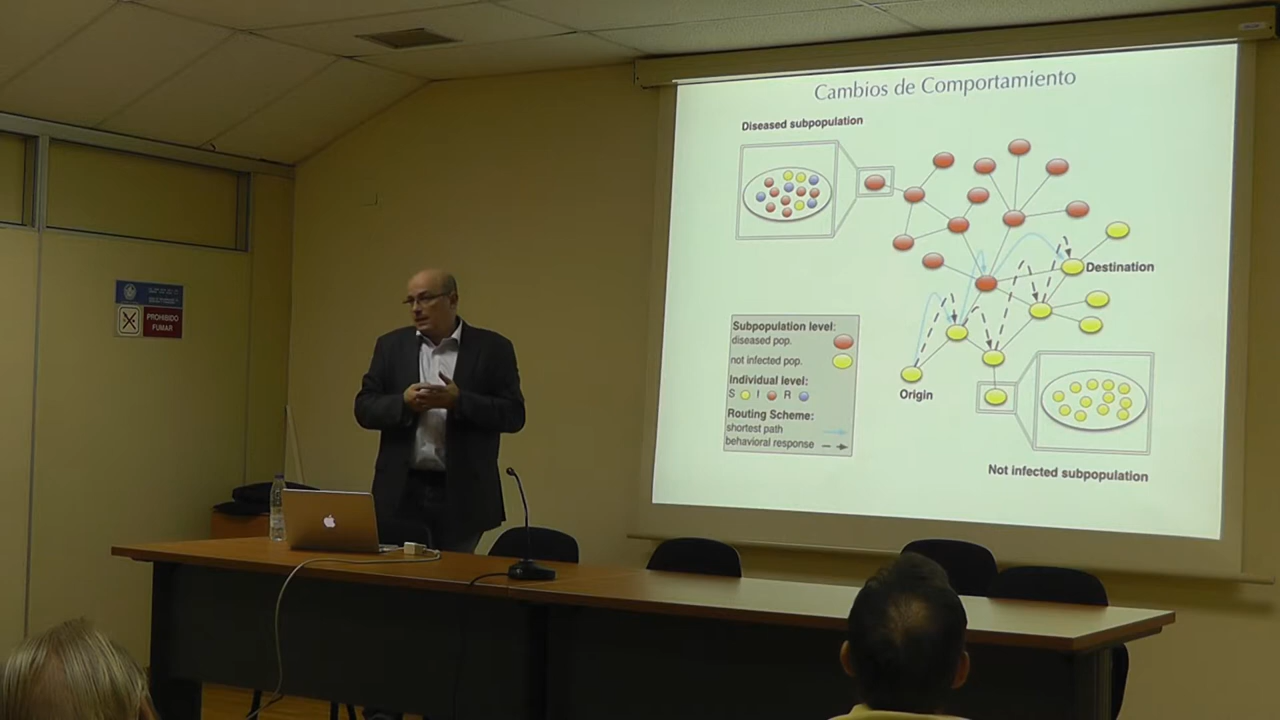 Cambios de Comportamiento
Diseased subpopulation
Destination
Subpopulation level:
diseased pop.
not infected pop.
Individual level:
S I R
Routing Scheme:
shortest path
behavioral response
Origin
Not infected subpopulation
PROHIBIDO
FUMAR